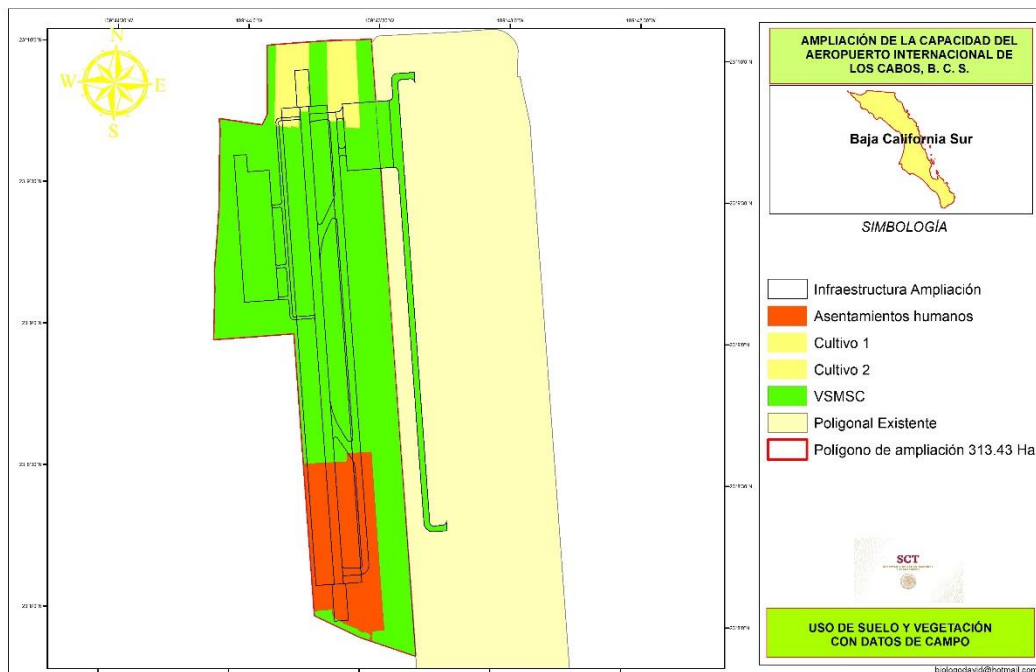 N
W
E
S
AMPLIACIÓN DE LA CAPACIDAD DEL
AEROPUERTO INTERNACIONAL DE
LOS CABOS, B. C. S.
Baja California Sur
SIMBOLOGÍA
Infraestructura Ampliación
Asentamientos humanos
Cultivo 1
Cultivo 2
VSMSC
Poligonal Existente
Polígono de ampliación 313.43 Ha
SCT
USO DE SUELO Y VEGETACIÓN
CON DATOS DE CAMPO
biologodavid@hotmail.com